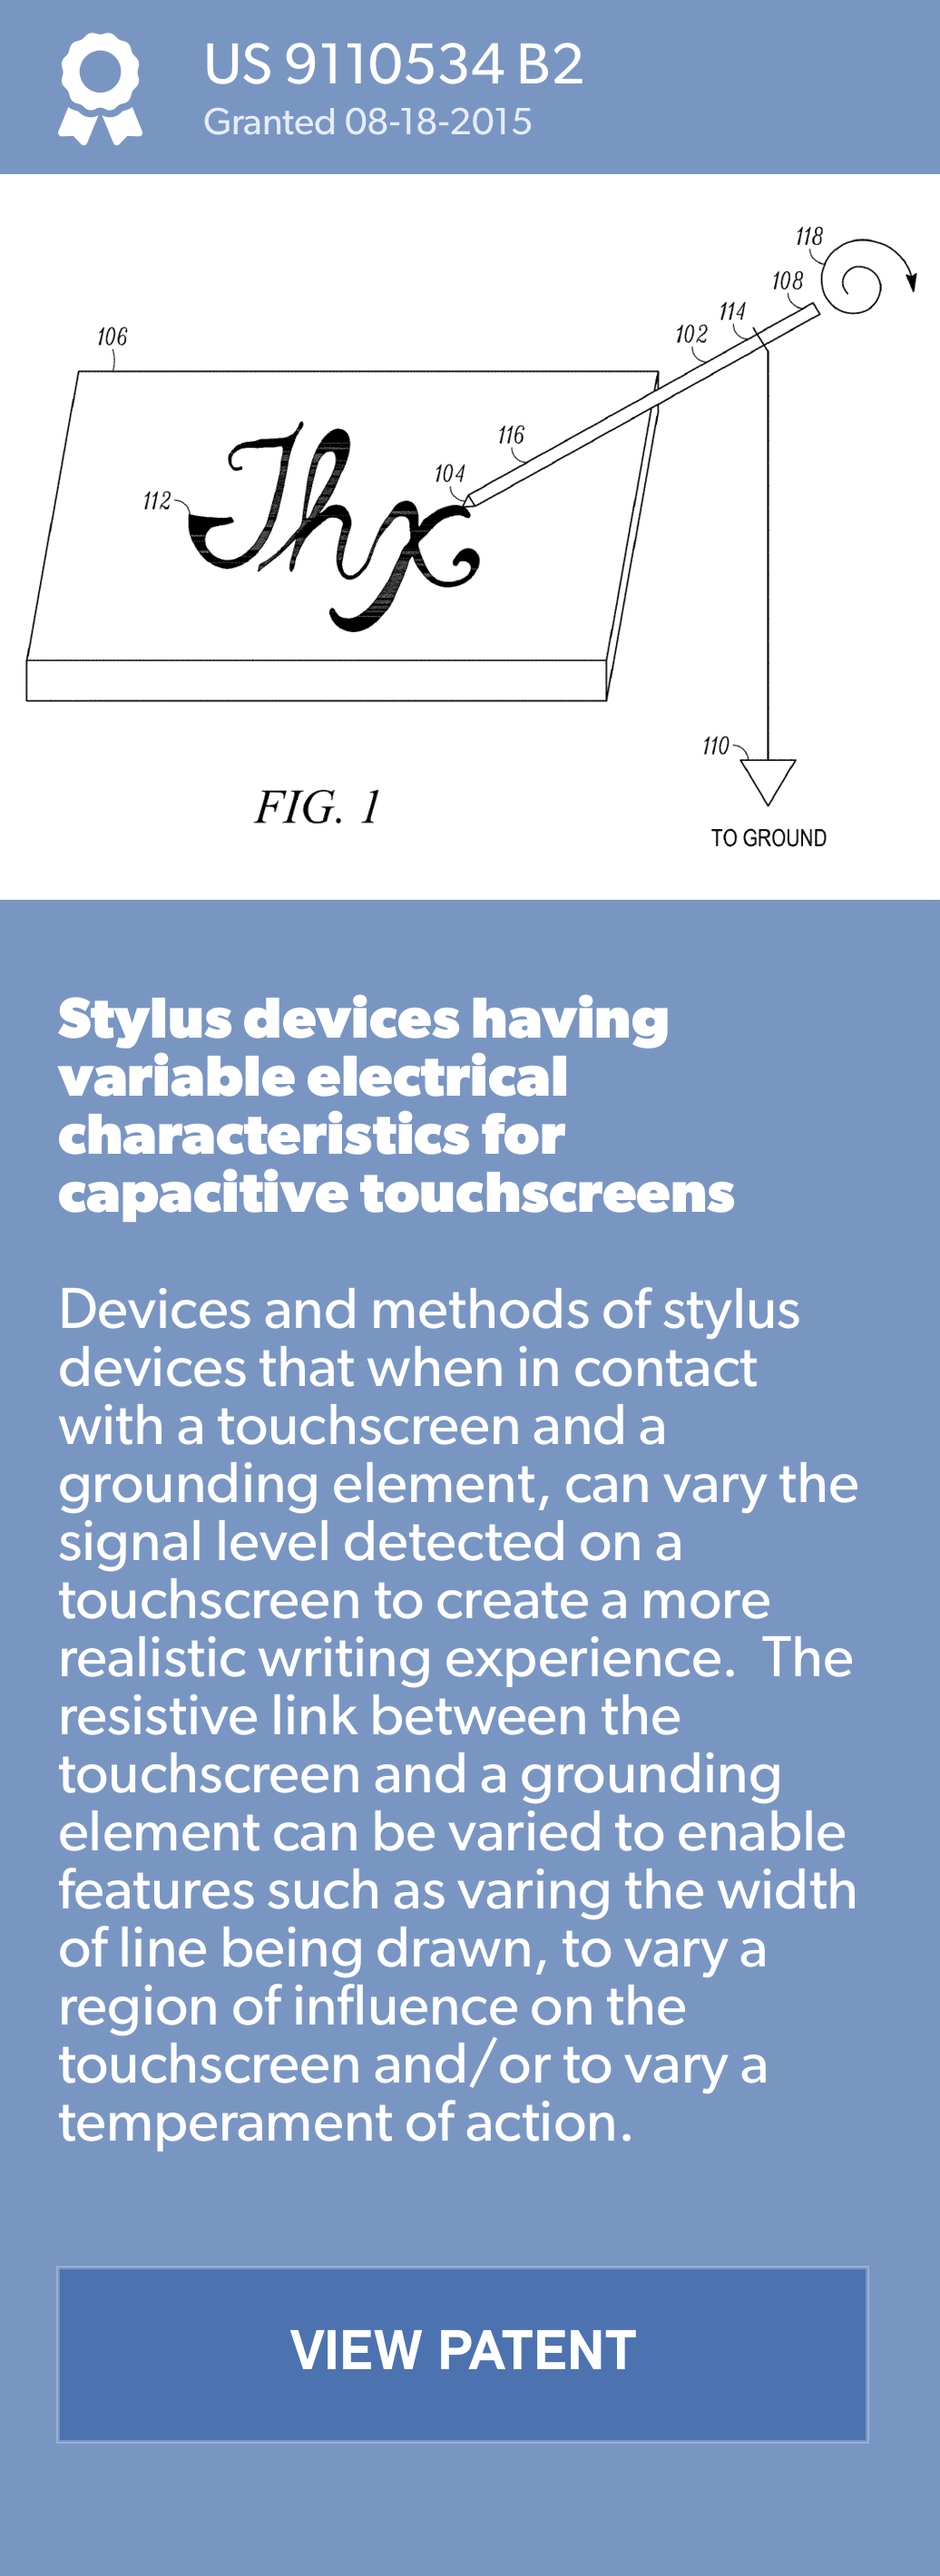 US 9110534 B2
Granted 08-18-2015
118
108
114
102
106
116
104
112
Thx
110
FIG. 1
TO GROUND
Stylus devices having
variable electrical
characteristics for
capacitive touchscreens
Devices and methods of stylus
devices that when in contact
with a touchscreen and a
grounding element, can vary the
signal level detected on a
touchscreen to create a more
realistic writing experience.  The
resistive link between the
touchscreen and a grounding
element can be varied to enable
features such as varing the width
of line being drawn, to vary a
region of influence on the
touchscreen and/or to vary a
temperament of action.
VIEW PATENT